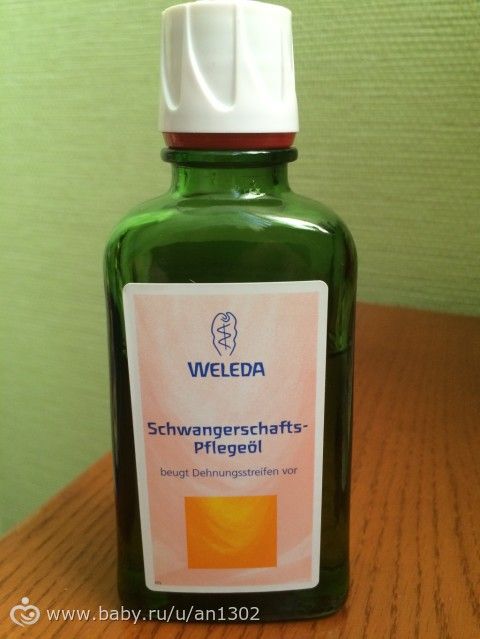 WELEDA
Schwangerschafts-
Pflegeöl
beugt Dehnungsstreifen vor
www.baby.ru/u/an1302